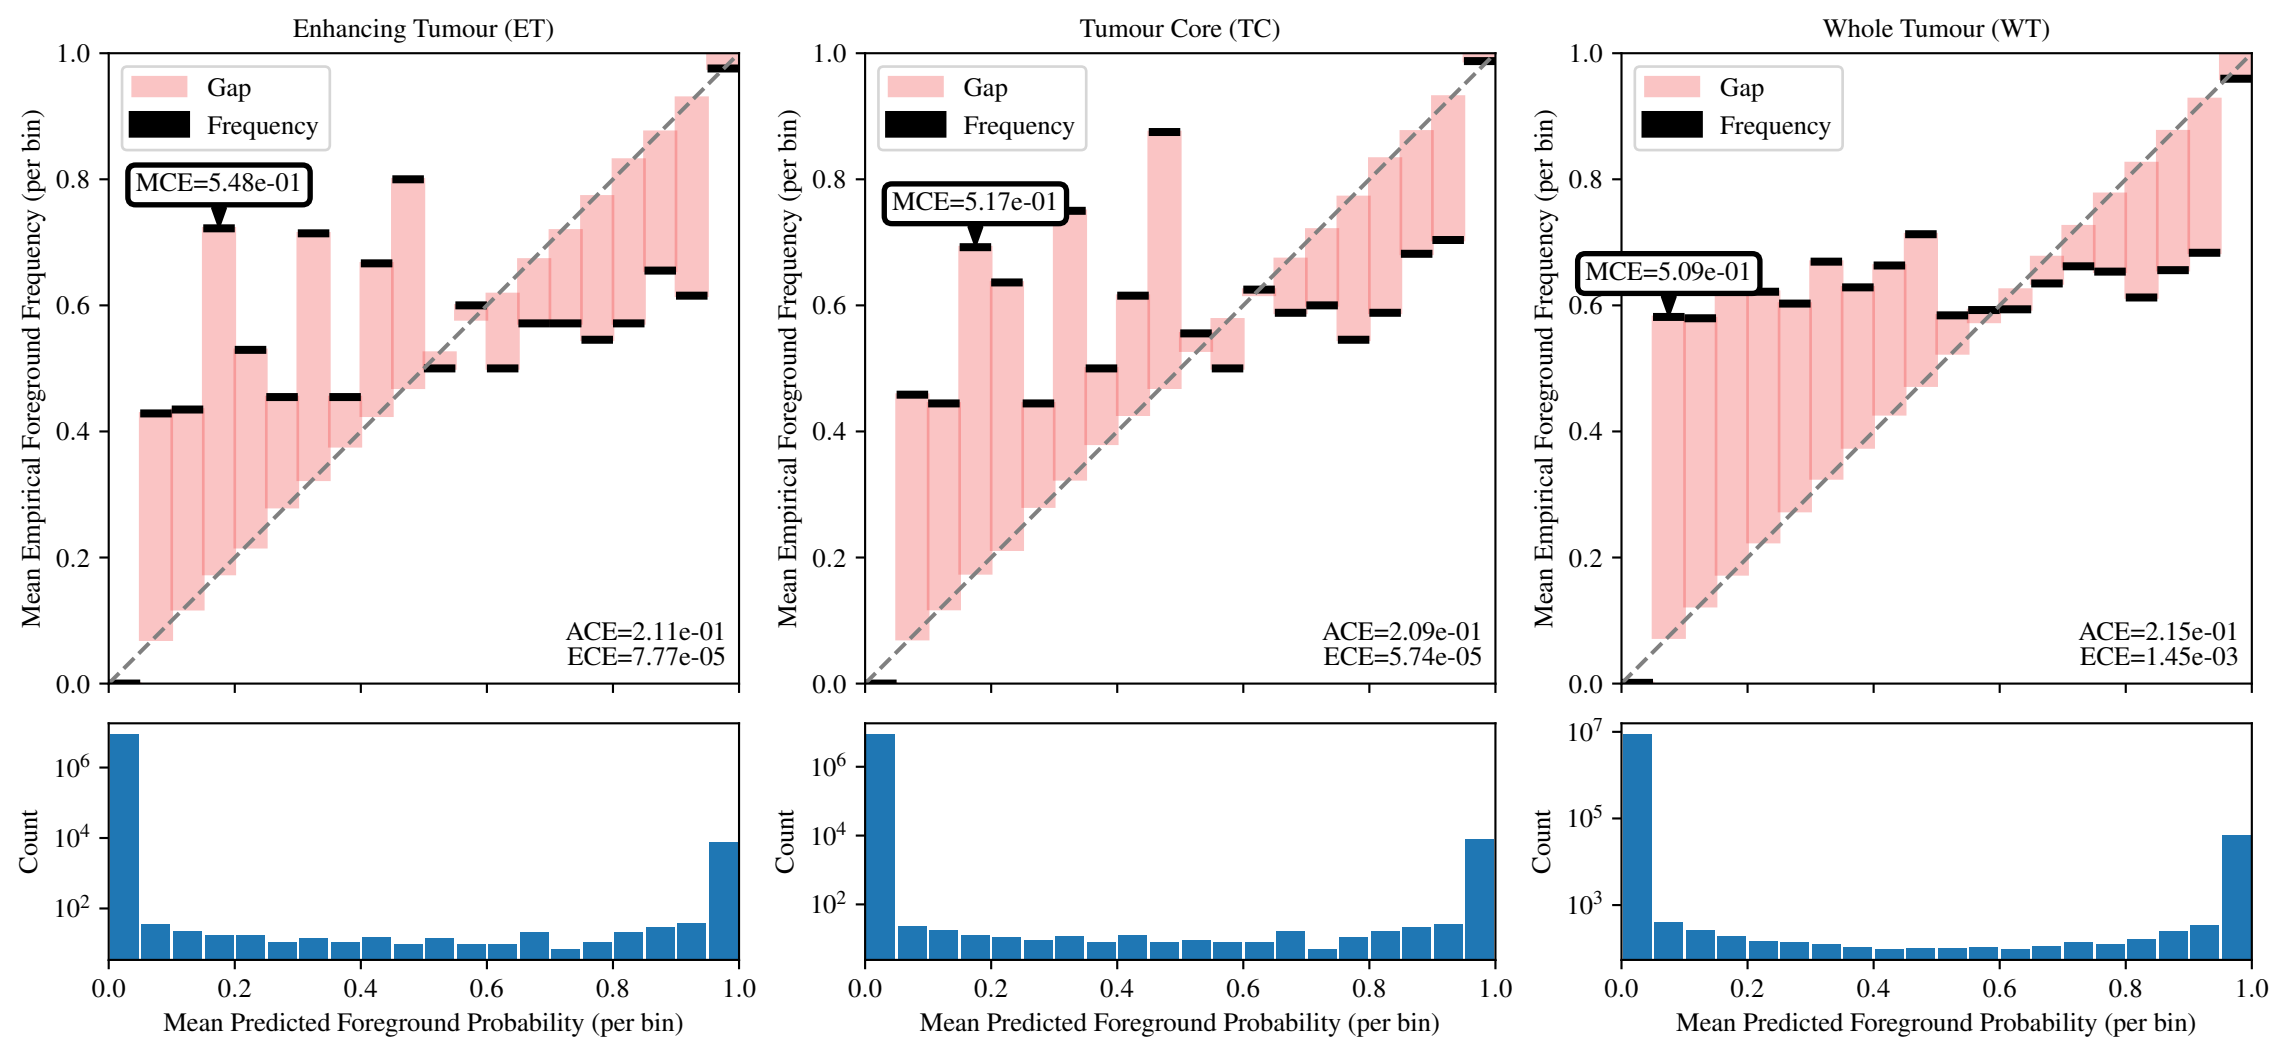 Enhancing Tumour (ET)
Mean Empirical Foreground Frequency (per bin)
1.0
0.8
0.6
0.4
0.2
0.0
Gap
Frequency
MCE=5.48e-01
ACE=2.11e-01
ECE=7.77e-05
Count
10^6
10^4
10^2
0.0 0.2 0.4 0.6 0.8 1.0
Mean Predicted Foreground Probability (per bin)
Tumour Core (TC)
Mean Empirical Foreground Frequency (per bin)
1.0
0.8
0.6
0.4
0.2
0.0
Gap
Frequency
MCE=5.17e-01
ACE=2.09e-01
ECE=5.74e-05
Count
10^6
10^4
10^2
0.0 0.2 0.4 0.6 0.8 1.0
Mean Predicted Foreground Probability (per bin)
Whole Tumour (WT)
Mean Empirical Foreground Frequency (per bin)
1.0
0.8
0.6
0.4
0.2
0.0
Gap
Frequency
MCE=5.09e-01
ACE=2.15e-01
ECE=1.45e-03
Count
10^7
10^5
10^3
0.0 0.2 0.4 0.6 0.8 1.0
Mean Predicted Foreground Probability (per bin)